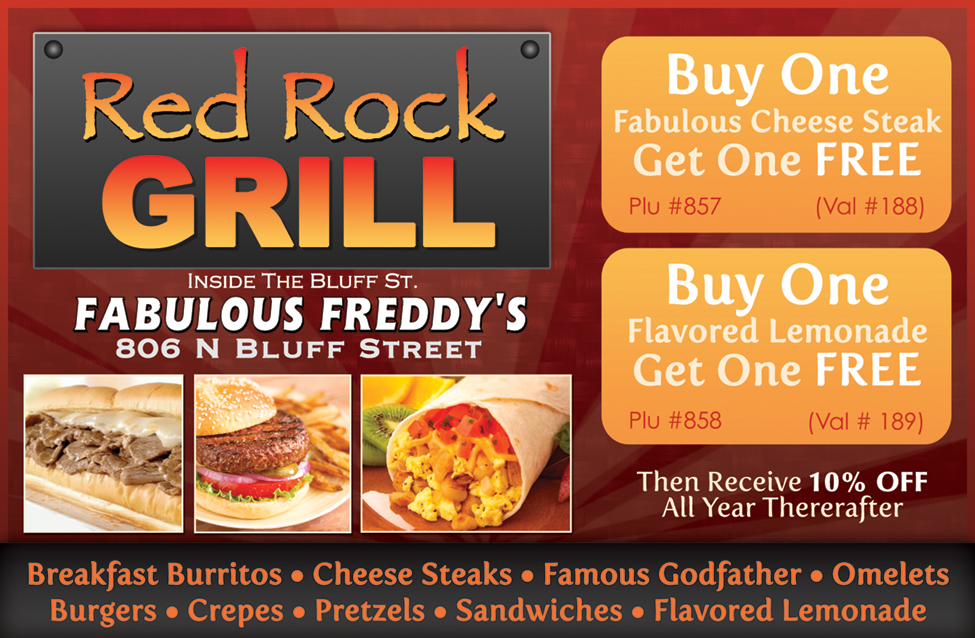 Red Rock
GRILL
INSIDE THE BLUFF ST.
FABULOUS FREDDY'S
806 N BLUFF STREET
Buy One
Fabulous Cheese Steak
Get One FREE
Plu #857 (Val #188)
Buy One
Flavored Lemonade
Get One FREE
Plu #858 (Val # 189)
Then Receive 10% OFF
All Year Thererafter
Breakfast Burritos • Cheese Steaks • Famous Godfather • Omelets
Burgers • Crepes • Pretzels • Sandwiches • Flavored Lemonade